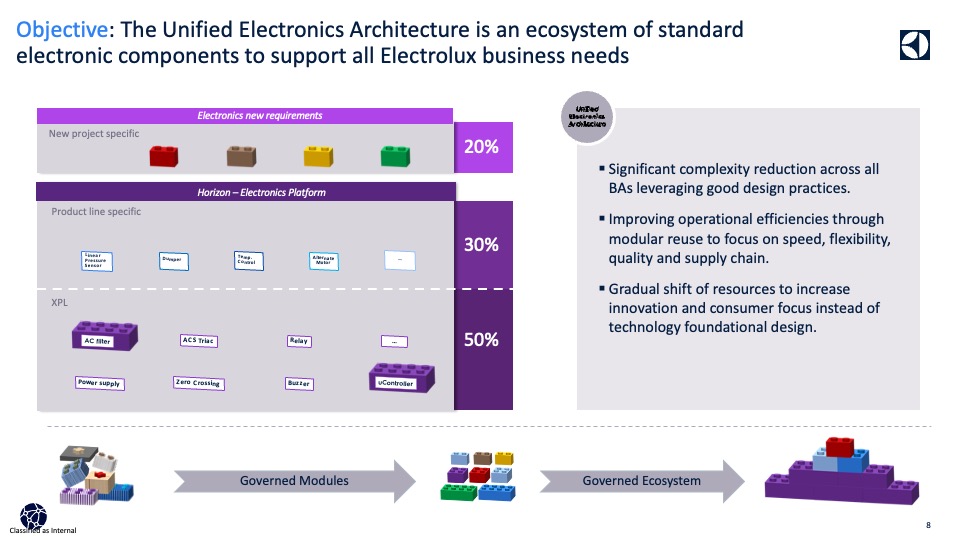 Objective: The Unified Electronics Architecture is an ecosystem of standard
electronic components to support all Electrolux business needs
Electronics new requirements
New project specific
20%
Horizon – Electronics Platform
Product line specific
30%
Linear
Pressure
Sensor
Dumper
Temp.
Control
Alternate
Motor
...
XPL
50%
AC filter
ACS Triac
Relay
...
Power supply
Zero Crossing
Buzzer
uController
Unified
Electronics
Architecture
▪ Significant complexity reduction across all
BAs leveraging good design practices.
▪ Improving operational efficiencies through
modular reuse to focus on speed, flexibility,
quality and supply chain.
▪ Gradual shift of resources to increase
innovation and consumer focus instead of
technology foundational design.
Governed Modules
Governed Ecosystem
Classified as Internal
8